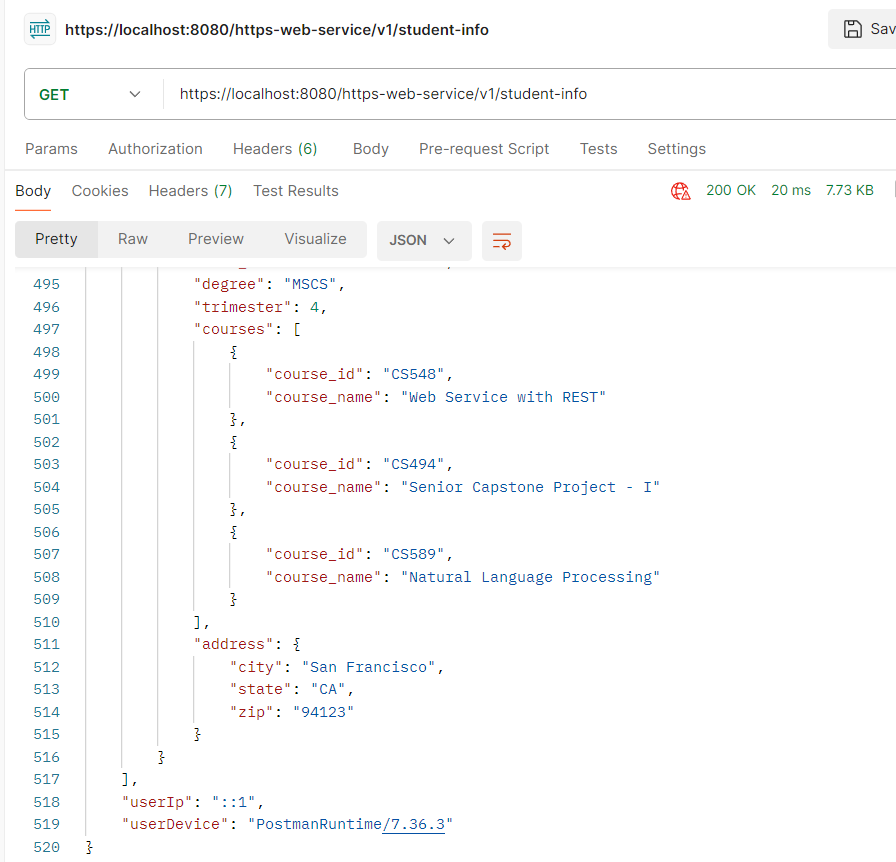 HTTP https://localhost:8080/https-web-service/v1/student-info Sav
GET https://localhost:8080/https-web-service/v1/student-info
Params Authorization Headers (6) Body Pre-request Script Tests Settings
Body Cookies Headers (7) Test Results 200 OK 20 ms 7.73 KB
Pretty Raw Preview Visualize JSON
495 "degree": "MSCS",
496 "trimester": 4,
497 "courses": [
498 {
499 "course_id": "CS548",
500 "course_name": "Web Service with REST"
501 },
502 {
503 "course_id": "CS494",
504 "course_name": "Senior Capstone Project - I"
505 },
506 {
507 "course_id": "CS589",
508 "course_name": "Natural Language Processing"
509 }
510 ],
511 "address": {
512 "city": "San Francisco",
513 "state": "CA",
514 "zip": "94123"
515 }
516 }
517 ],
518 "userIp": "::1",
519 "userDevice": "PostmanRuntime/7.36.3"
520 }